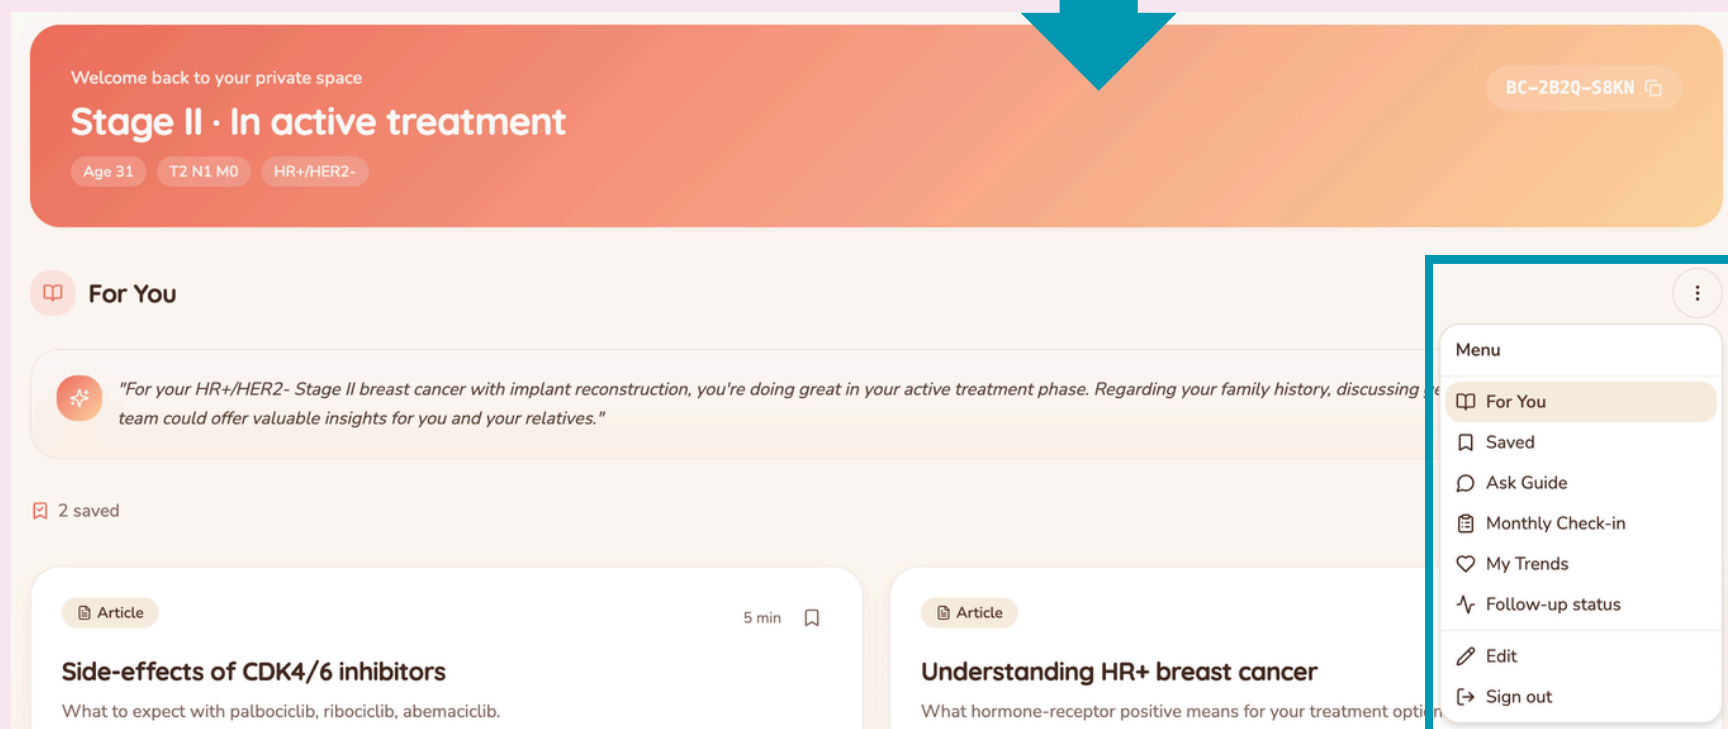 Welcome back to your private space
Stage II · In active treatment
Age 31
T2 N1 M0
HR+/HER2-
BC-2B2Q-S8KN
For You
"For your HR+/HER2- Stage II breast cancer with implant reconstruction, you're doing great in your active treatment phase. Regarding your family history, discussing
team could offer valuable insights for you and your relatives."
2 saved
Article
5 min
Side-effects of CDK4/6 inhibitors
What to expect with palbociclib, ribociclib, abemaciclib.
Article
Understanding HR+ breast cancer
What hormone-receptor positive means for your treatment
Menu
For You
Saved
Ask Guide
Monthly Check-in
My Trends
Follow-up status
Edit
Sign out